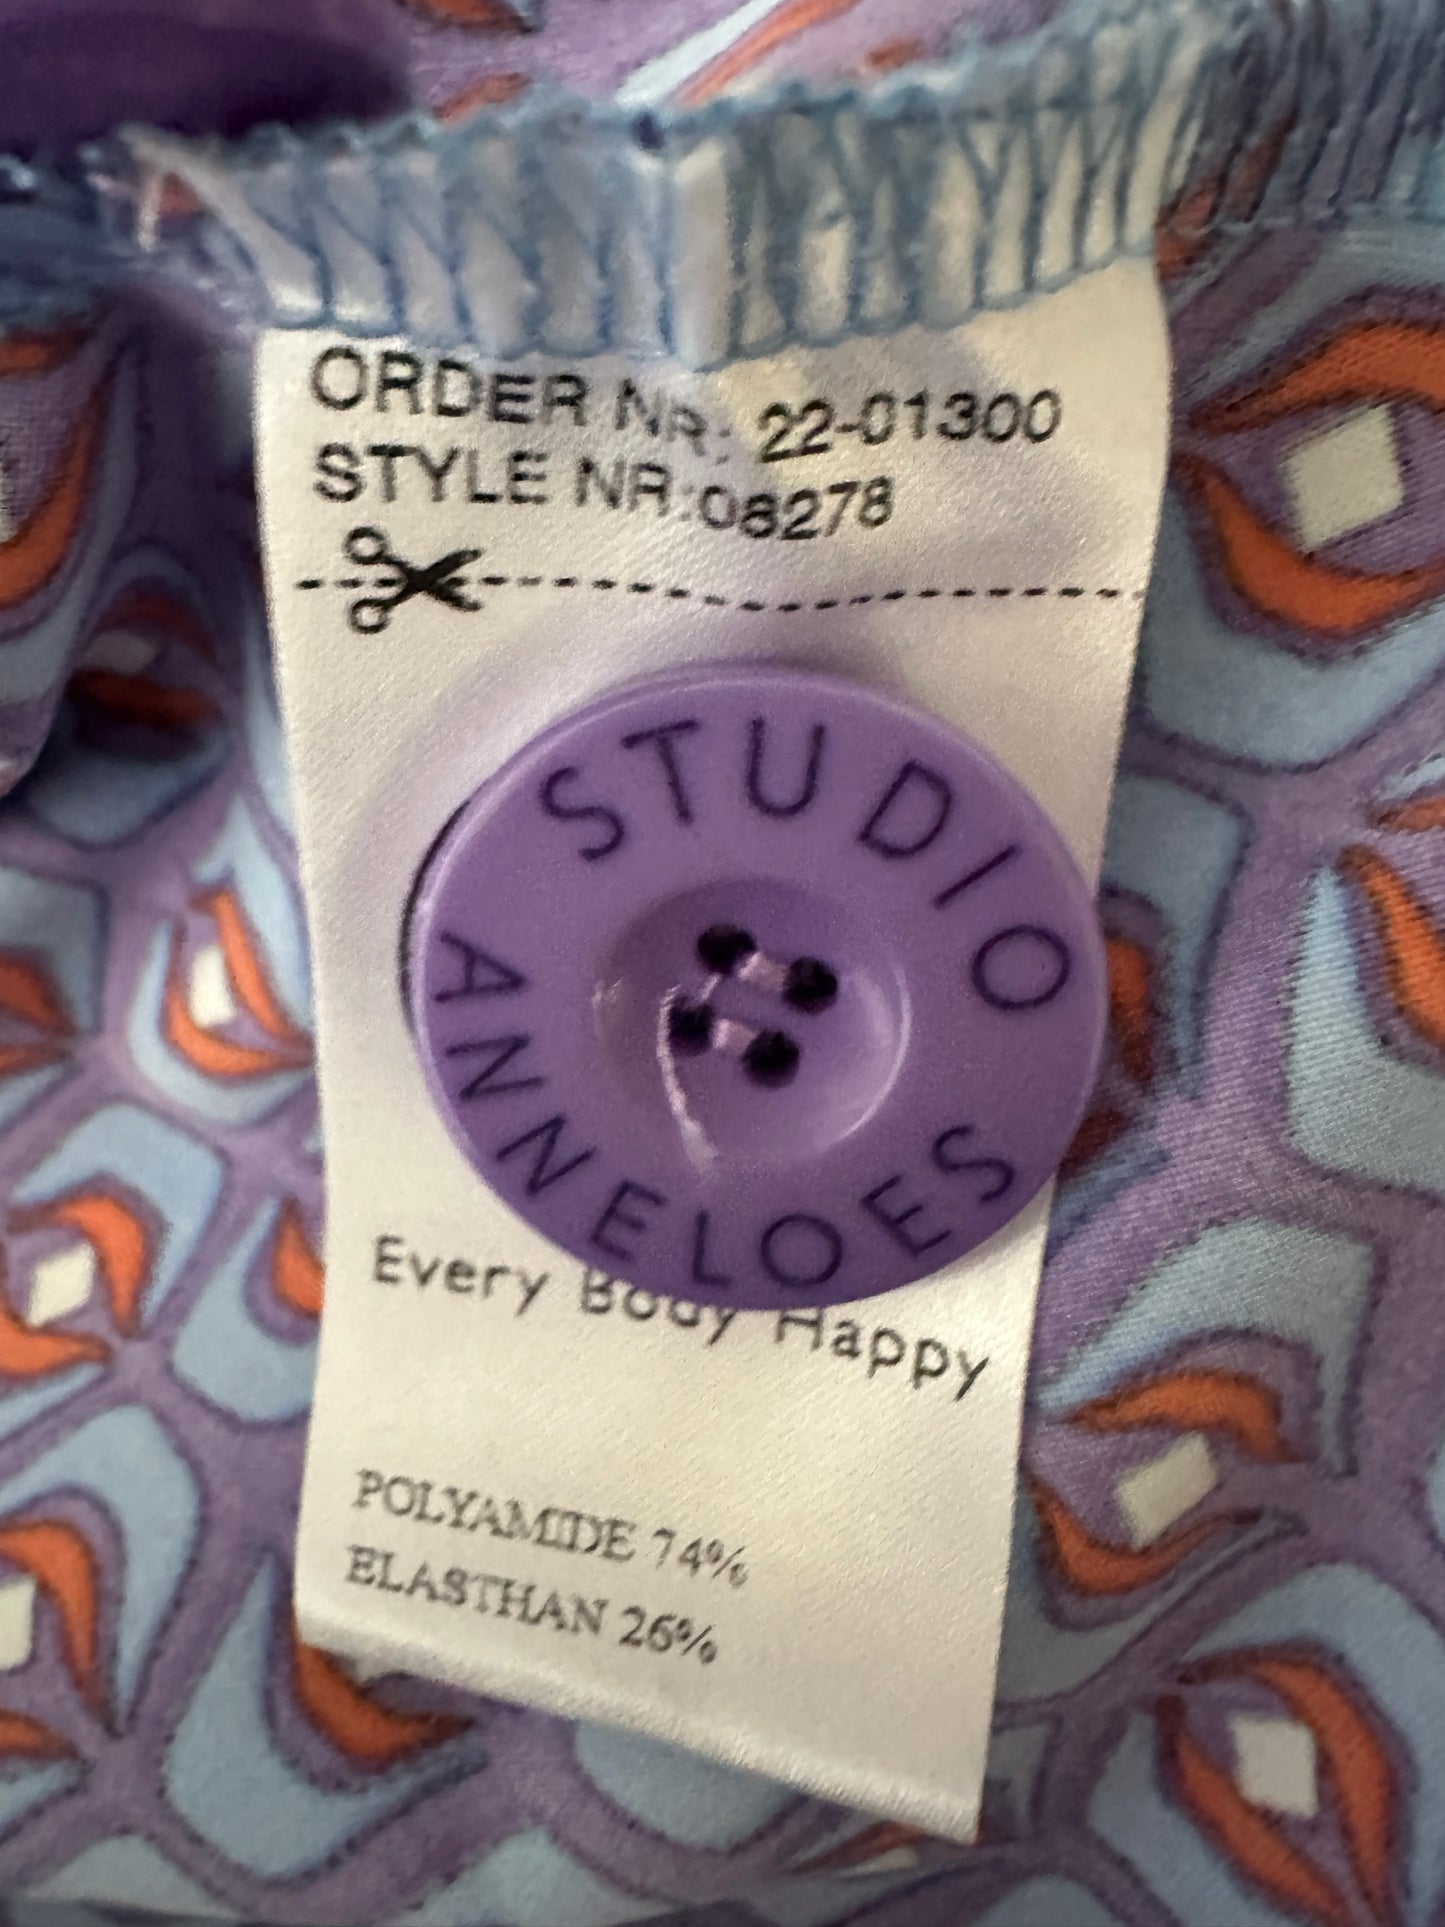 ORDER NR: 22-01300
STYLE NR:08278
STUDIO
ANNELOES
Every Body Happy
POLYAMIDE 74%
ELASTHAN 26%